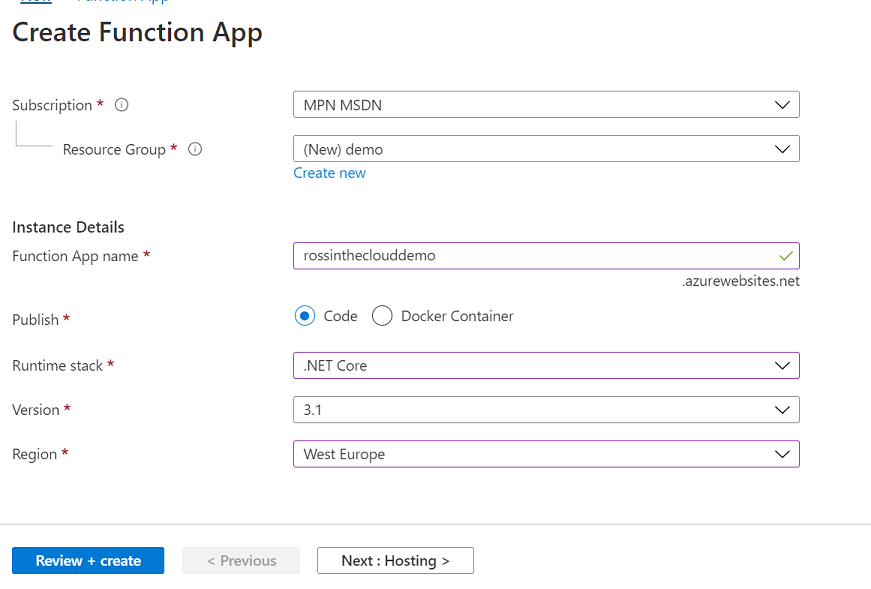 New Function App
Create Function App
Subscription * MPN MSDN
Resource Group * (New) demo
Create new
Instance Details
Function App name * rossintheclouddemo
.azurewebsites.net
Publish * Code Docker Container
Runtime stack * .NET Core
Version * 3.1
Region * West Europe
Review + create < Previous Next : Hosting >